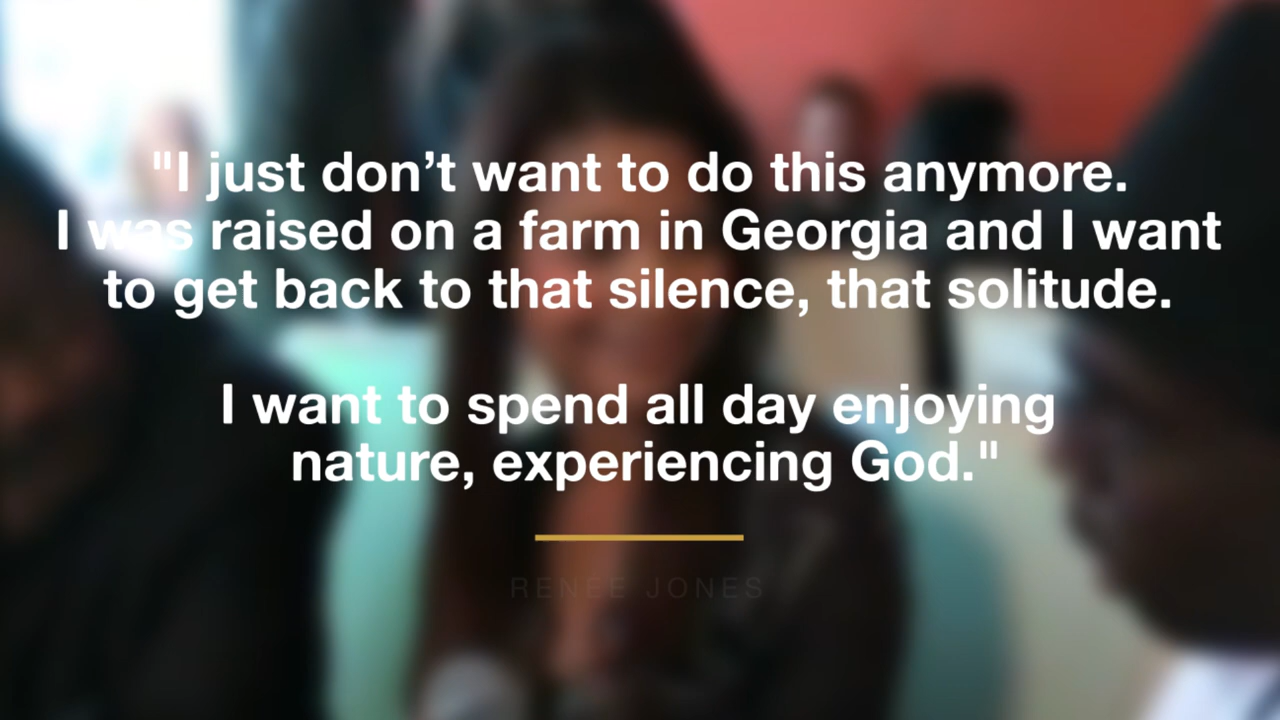 "I just don’t want to do this anymore.
I was raised on a farm in Georgia and I want
to get back to that silence, that solitude.
I want to spend all day enjoying
nature, experiencing God."
RENEE JONES